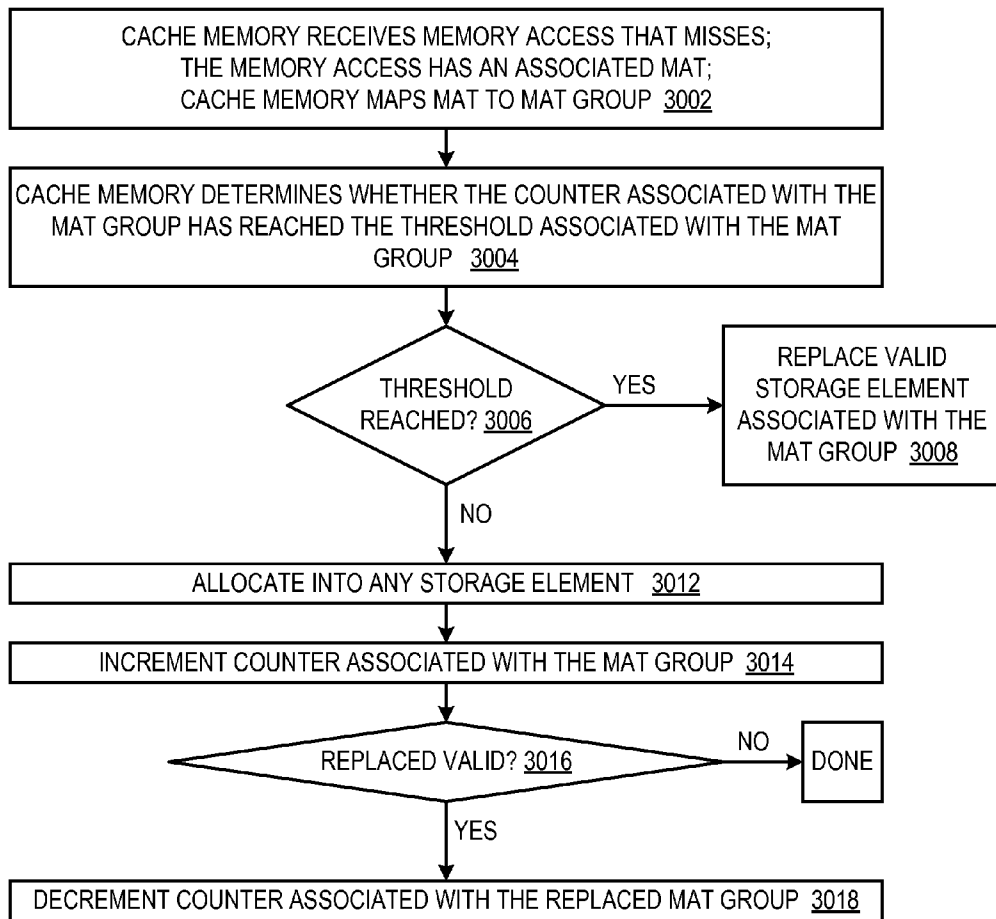 CACHE MEMORY RECEIVES MEMORY ACCESS THAT MISSES;
THE MEMORY ACCESS HAS AN ASSOCIATED MAT;
CACHE MEMORY MAPS MAT TO MAT GROUP 3002
CACHE MEMORY DETERMINES WHETHER THE COUNTER ASSOCIATED WITH THE
MAT GROUP HAS REACHED THE THRESHOLD ASSOCIATED WITH THE MAT
GROUP 3004
THRESHOLD
REACHED? 3006
YES
REPLACE VALID
STORAGE ELEMENT
ASSOCIATED WITH THE
MAT GROUP 3008
NO
ALLOCATE INTO ANY STORAGE ELEMENT 3012
INCREMENT COUNTER ASSOCIATED WITH THE MAT GROUP 3014
REPLACED VALID? 3016
NO
DONE
YES
DECREMENT COUNTER ASSOCIATED WITH THE REPLACED MAT GROUP 3018